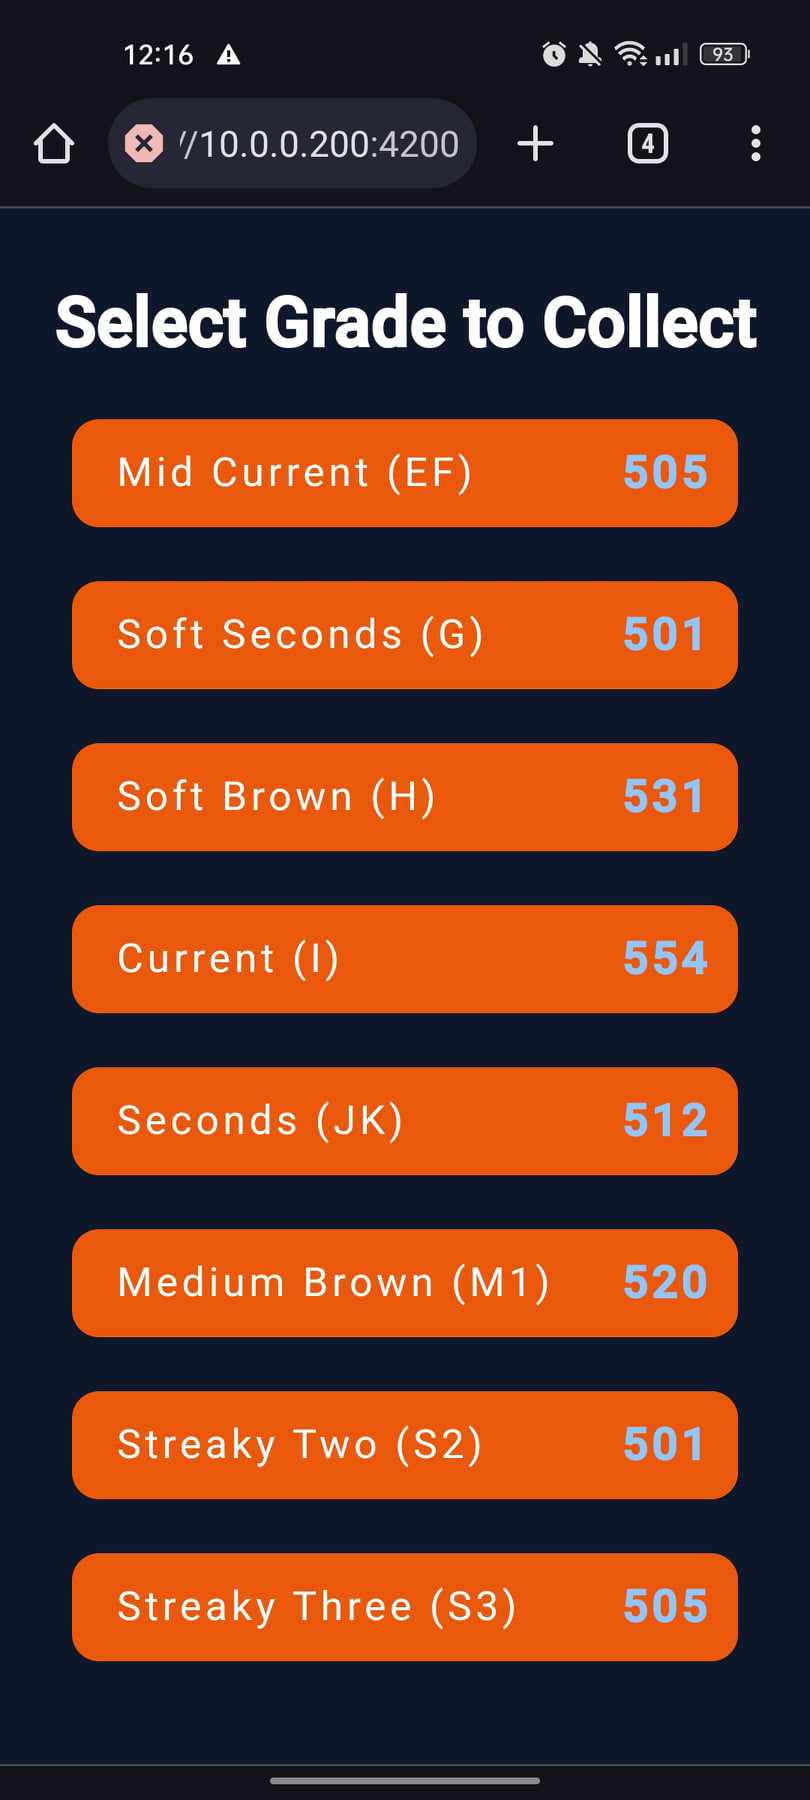 12:16
93
//10.0.0.200:4200
4
Select Grade to Collect
Mid Current (EF) 505
Soft Seconds (G) 501
Soft Brown (H) 531
Current (I) 554
Seconds (JK) 512
Medium Brown (M1) 520
Streaky Two (S2) 501
Streaky Three (S3) 505